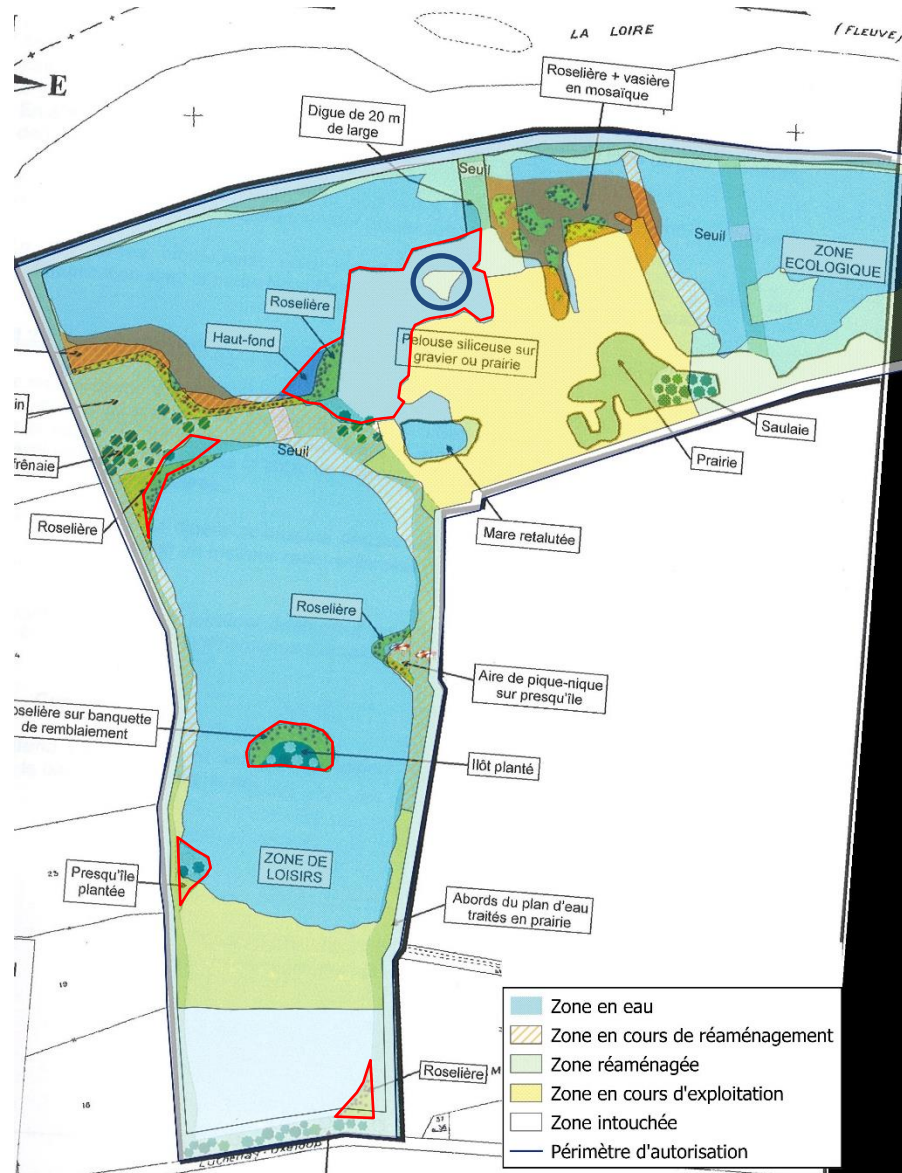 LA LOIRE
(FLEUVE)
E
Roselière + vasière
en mosaïque
Digue de 20 m
de large
Seuil
Seuil
ZONE
ECOLOGIQUE
Roselière
Haut-fond
Pelouse siliceuse sur
gravier ou prairie
in
frênaie
Seuil
Saulaie
Prairie
Roselière
Mare retalutée
Roselière
Aire de pique-nique
sur presqu'île
oselière sur banquette
de remblaiement
Ilôt planté
ZONE DE
LOISIRS
23
Presqu'île
plantée
Abords du plan d'eau
traités en prairie
19
Roselière
18
Zone en eau
Zone en cours de réaménagement
Zone réaménagée
Zone en cours d'exploitation
Zone intouchée
Périmètre d'autorisation